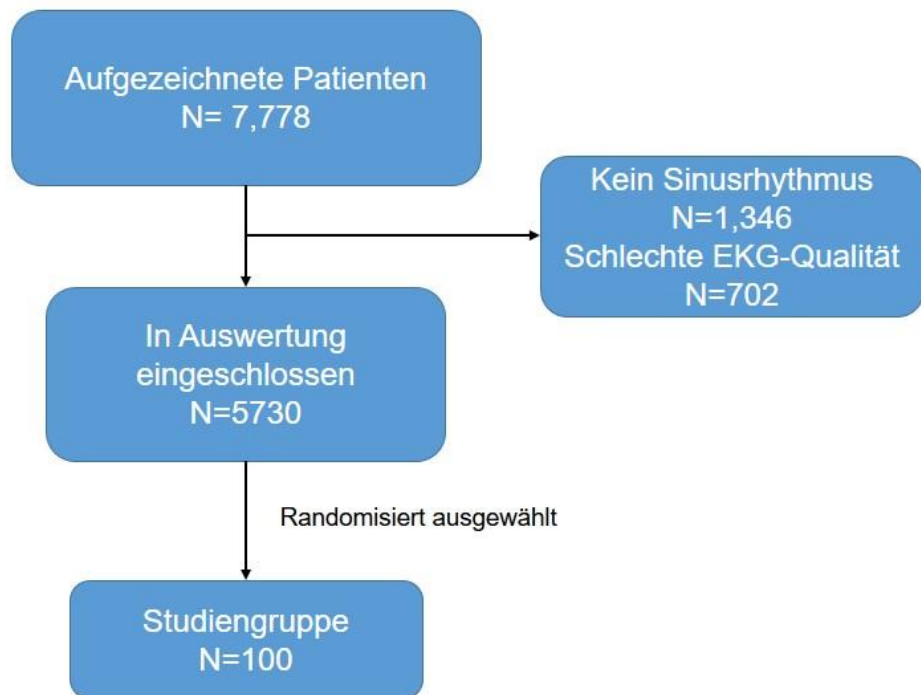 Aufgezeichnete Patienten
N= 7,778
Kein Sinusrhythmus
N=1,346
Schlechte EKG-Qualität
N=702
In Auswertung
eingeschlossen
N=5730
Randomisiert ausgewählt
Studiengruppe
N=100